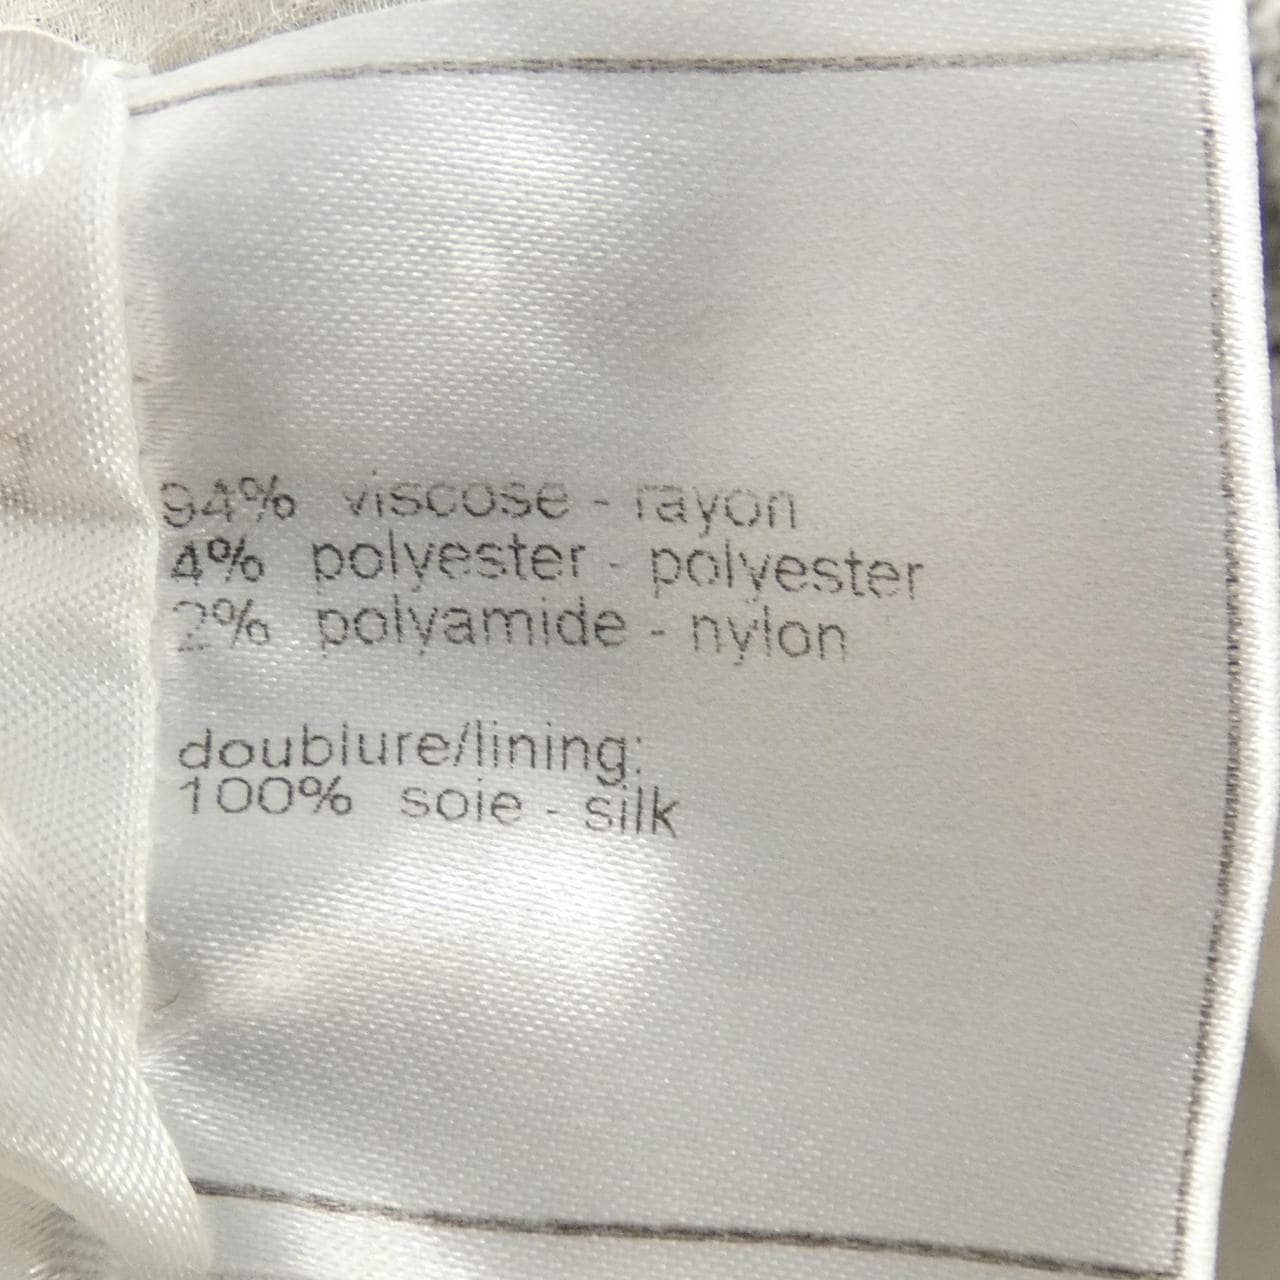 94% viscose - rayon
4% polyester - polyester
2% polyamide - nylon
doublure/lining:
100% soie - silk